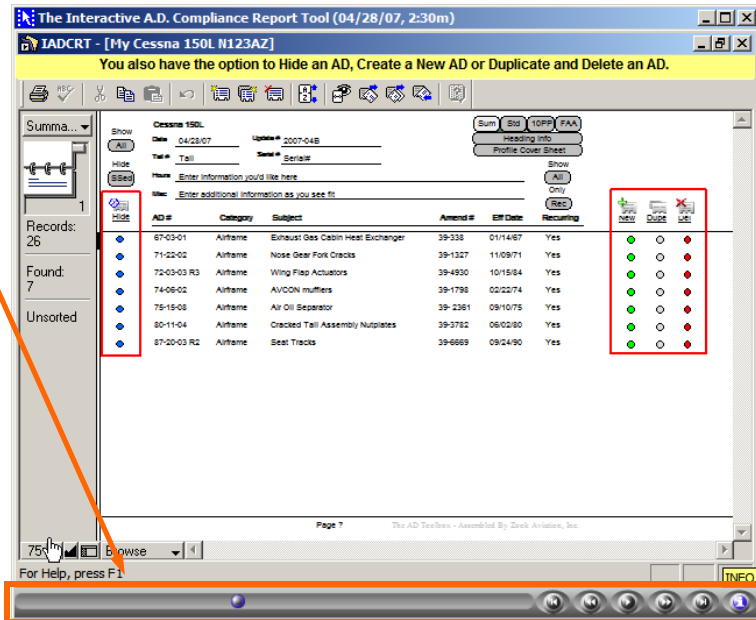 The Interactive A.D. Compliance Report Tool (04/28/07, 2:30m)
IADCRT - [My Cessna 150L N123AZ]
You also have the option to Hide an AD, Create a New AD or Duplicate and Delete an AD.
Summa...
1
Records:
26
Found:
7
Unsorted
Show
All
Hide
SSed
Hide
Cessna 150L
Date 04/28/07 Update # 2007-04B
Tail # Tail Serial # Serial#
Hours Enter information you'd like here
Misc Enter additional information as you see fit
Sum Std 10PP FAA
Heading Info
Profile Cover Sheet
Show
All
Only
Rec
New Dupe Del
AD # Category Subject Amend # Eff Date Recurring
67-03-01 Airframe Exhaust Gas Cabin Heat Exchanger 39-338 01/14/67 Yes
71-22-02 Airframe Nose Gear Fork Cracks 39-1327 11/09/71 Yes
72-03-03 R3 Airframe Wing Flap Actuators 39-4930 10/15/84 Yes
74-06-02 Airframe AVCON mufflers 39-1798 02/22/74 Yes
75-15-08 Airframe Air Oil Separator 39- 2361 09/10/75 Yes
80-11-04 Airframe Cracked Tail Assembly Nutplates 39-3782 06/02/80 Yes
87-20-03 R2 Airframe Seat Tracks 39-6669 09/24/90 Yes
Page ? The AD Toolbox - Assembled By Zook Aviation, Inc.
75 Browse
For Help, press F1
INFO